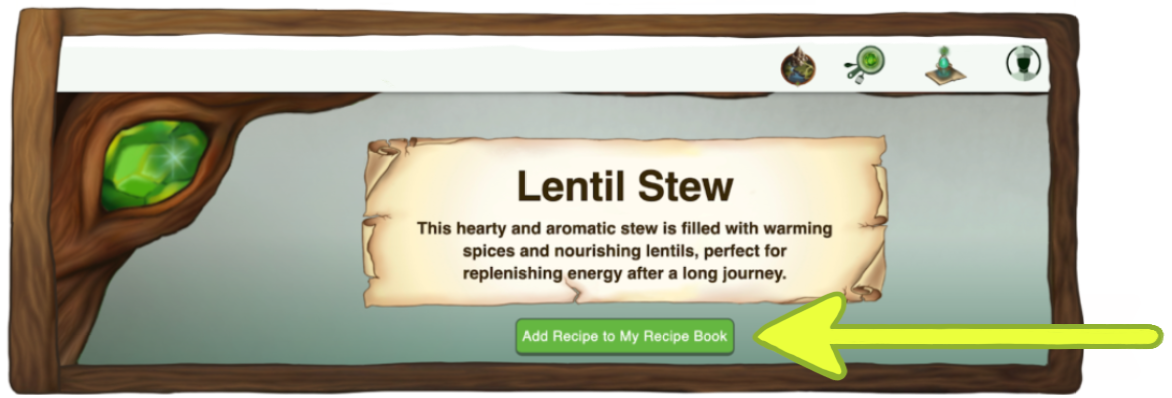 Lentil Stew
This hearty and aromatic stew is filled with warming
spices and nourishing lentils, perfect for
replenishing energy after a long journey.
Add Recipe to My Recipe Book